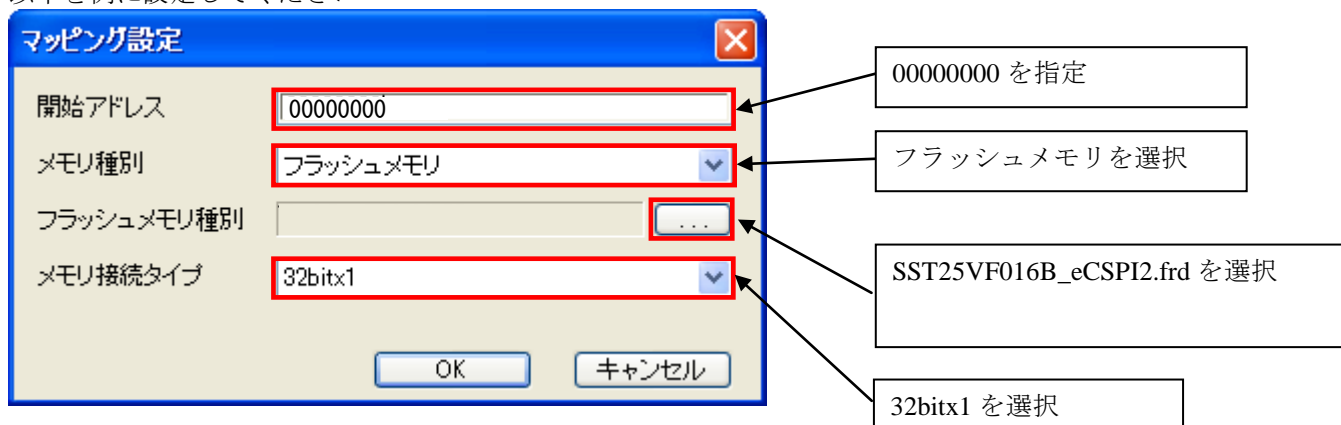 以下を例に設定してください
マッピング設定
開始アドレス
00000000
00000000 を指定
メモリ種別
フラッシュメモリ
フラッシュメモリを選択
フラッシュメモリ種別
...
SST25VF016B_eCSPI2.frd を選択
メモリ接続タイプ
32bitx1
32bitx1 を選択
OK
キャンセル